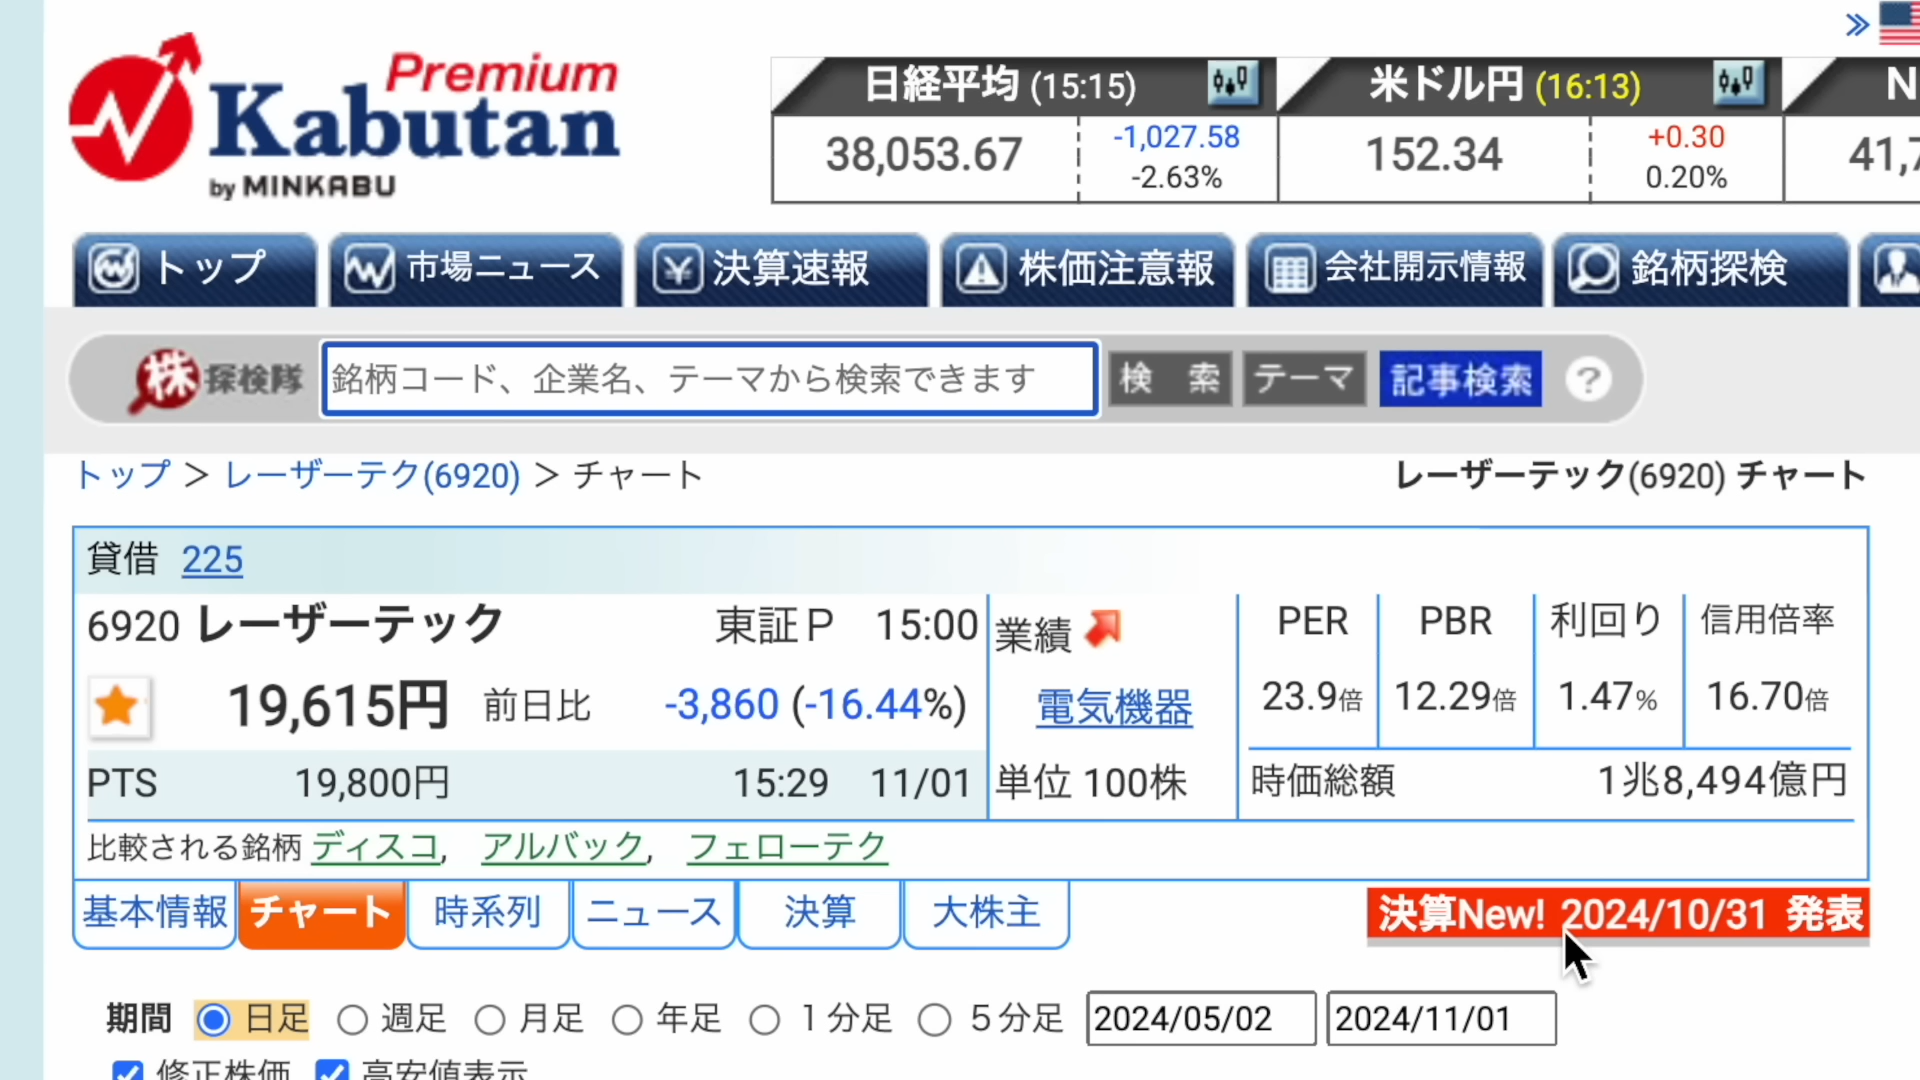 Premium
Kabutan
by MINKABU
日経平均 (15:15)
38,053.67
-1,027.58
-2.63%
米ドル円 (16:13)
152.34
+0.30
0.20%
トップ 市場ニュース 決算速報 株価注意報 会社開示情報 銘柄探検
株 探検隊 銘柄コード、企業名、テーマから検索できます 検 索 テーマ 記事検索 ?
トップ > レーザーテク(6920) > チャート
レーザーテック(6920) チャート
貸借 225
6920 レーザーテック 東証Ｐ 15:00
19,615円 前日比 -3,860 (-16.44%)
PTS 19,800円 15:29 11/01
業績
電気機器
単位 100株
PER PBR 利回り 信用倍率
23.9倍 12.29倍 1.47% 16.70倍
時価総額 1兆8,494億円
比較される銘柄 ディスコ, アルバック, フェローテク
基本情報 チャート 時系列 ニュース 決算 大株主
決算New! 2024/10/31 発表
期間 日足 週足 月足 年足 １分足 ５分足 2024/05/02 2024/11/01
修正株価 高安値表示